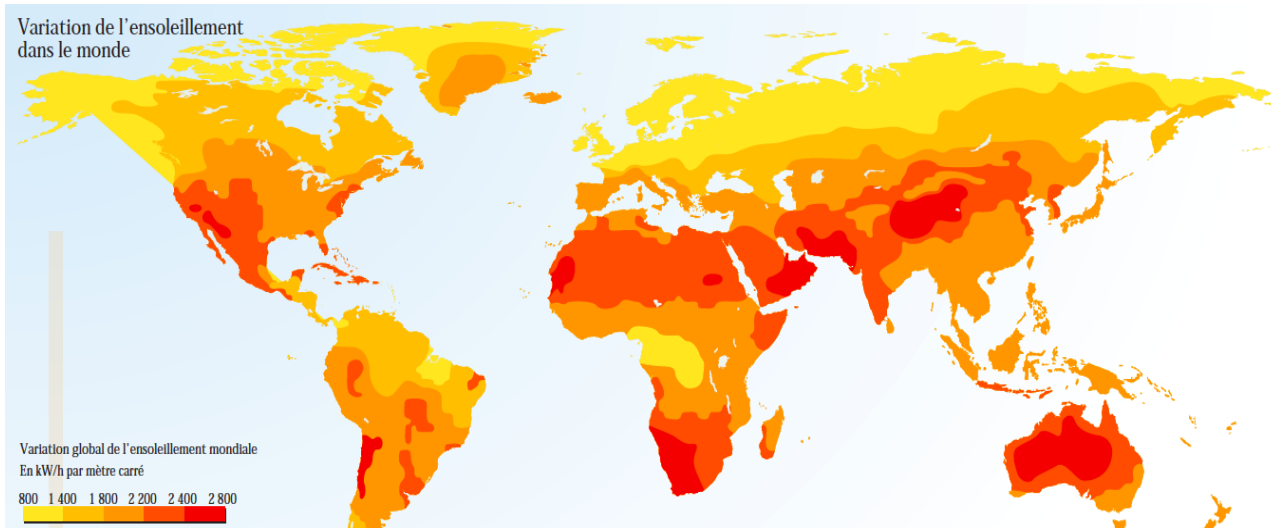 Variation de l'ensoleillement
dans le monde
Variation global de l'ensoleillement mondiale
En kW/h par mètre carré
800 1 400 1 800 2 200 2 400 2 800